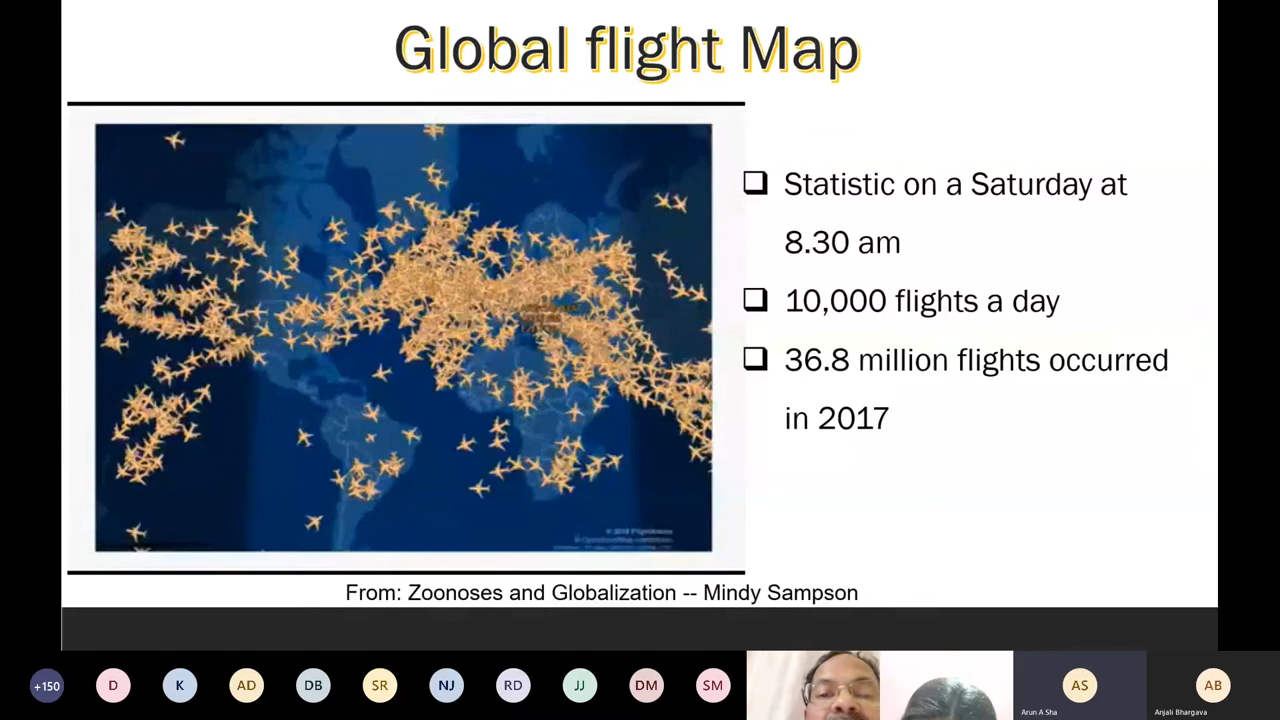 Global flight Map
Statistic on a Saturday at
8.30 am
10,000 flights a day
36.8 million flights occurred
in 2017
From: Zoonoses and Globalization -- Mindy Sampson
+150
D
K
AD
DB
SR
NJ
RD
JJ
DM
SM
AS
AB
Arun A Sha
Anjali Bhargava